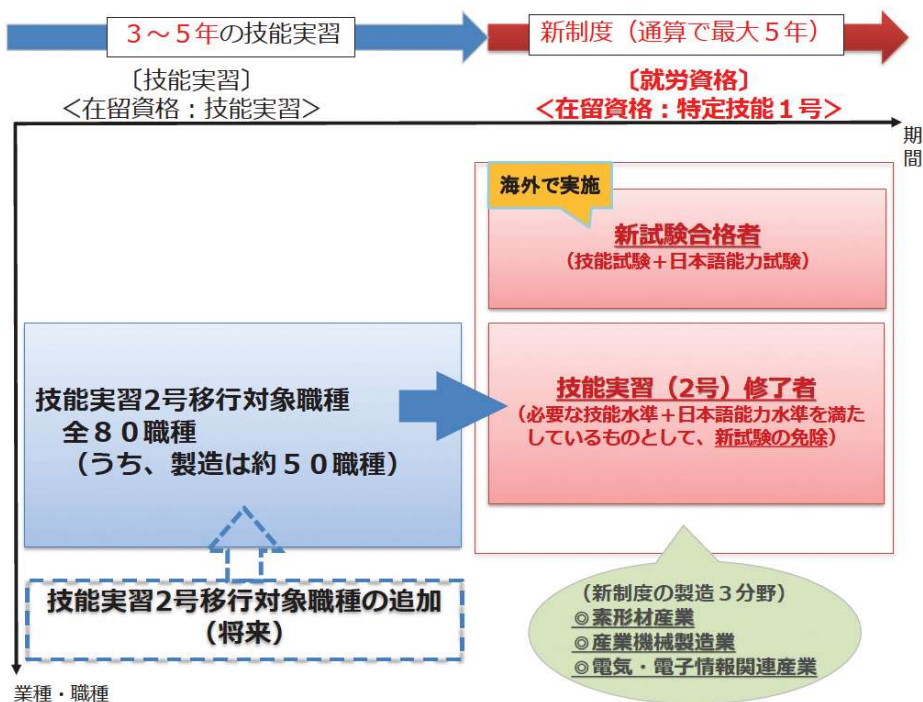 ３～５年の技能実習
新制度（通算で最大５年）
〔技能実習〕
＜在留資格：技能実習＞
〔就労資格〕
＜在留資格：特定技能１号＞
期間
海外で実施
新試験合格者
（技能試験＋日本語能力試験）
技能実習2号移行対象職種
全８０職種
（うち、製造は約５０職種）
技能実習（2号）修了者
（必要な技能水準＋日本語能力水準を満た
しているものとして、新試験の免除）
技能実習2号移行対象職種の追加
（将来）
（新制度の製造３分野）
◎素形材産業
◎産業機械製造業
◎電気・電子情報関連産業
業種・職種